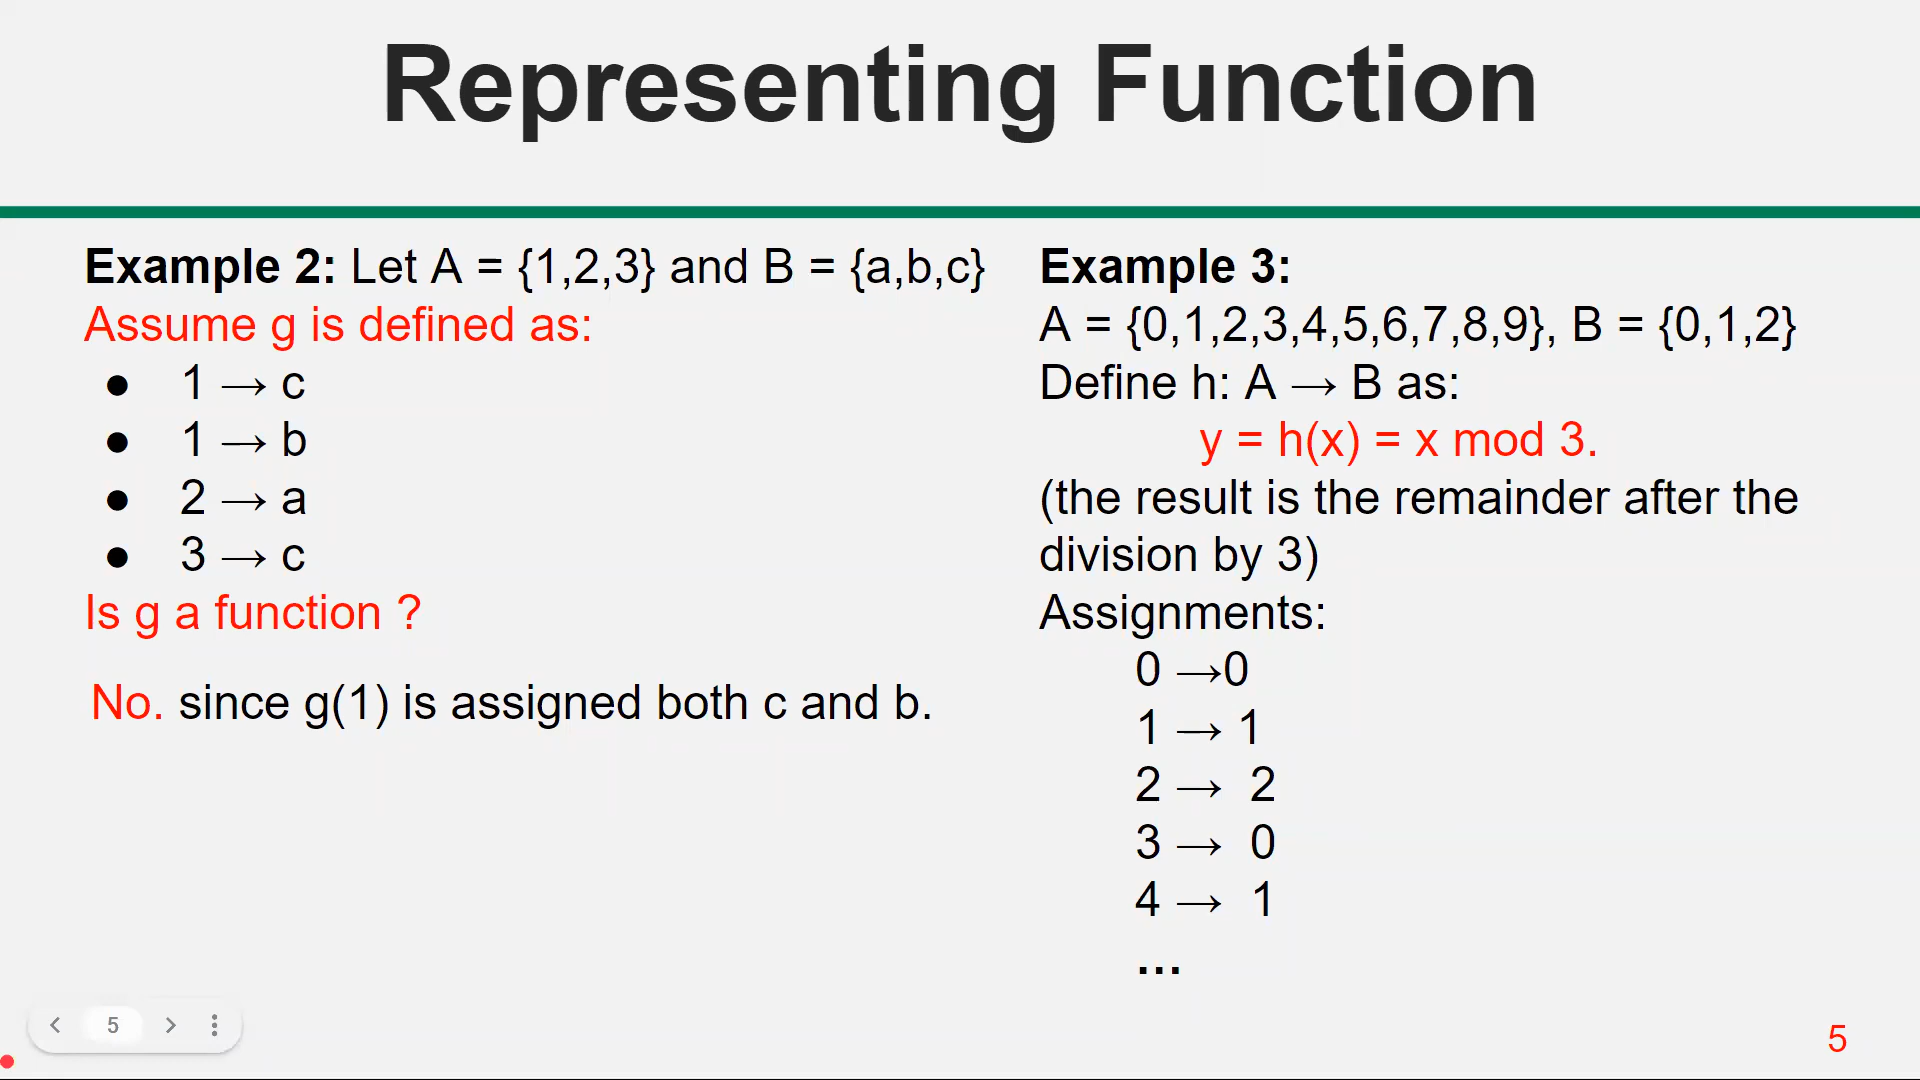 Representing Function
Example 2: Let A = {1,2,3} and B = {a,b,c}
Assume g is defined as:
● 1 → c
● 1 → b
● 2 → a
● 3 → c
Is g a function ?
No. since g(1) is assigned both c and b.
Example 3:
A = {0,1,2,3,4,5,6,7,8,9}, B = {0,1,2}
Define h: A → B as:
y = h(x) = x mod 3.
(the result is the remainder after the
division by 3)
Assignments:
0 →0
1 → 1
2 → 2
3 → 0
4 → 1
...
5
5